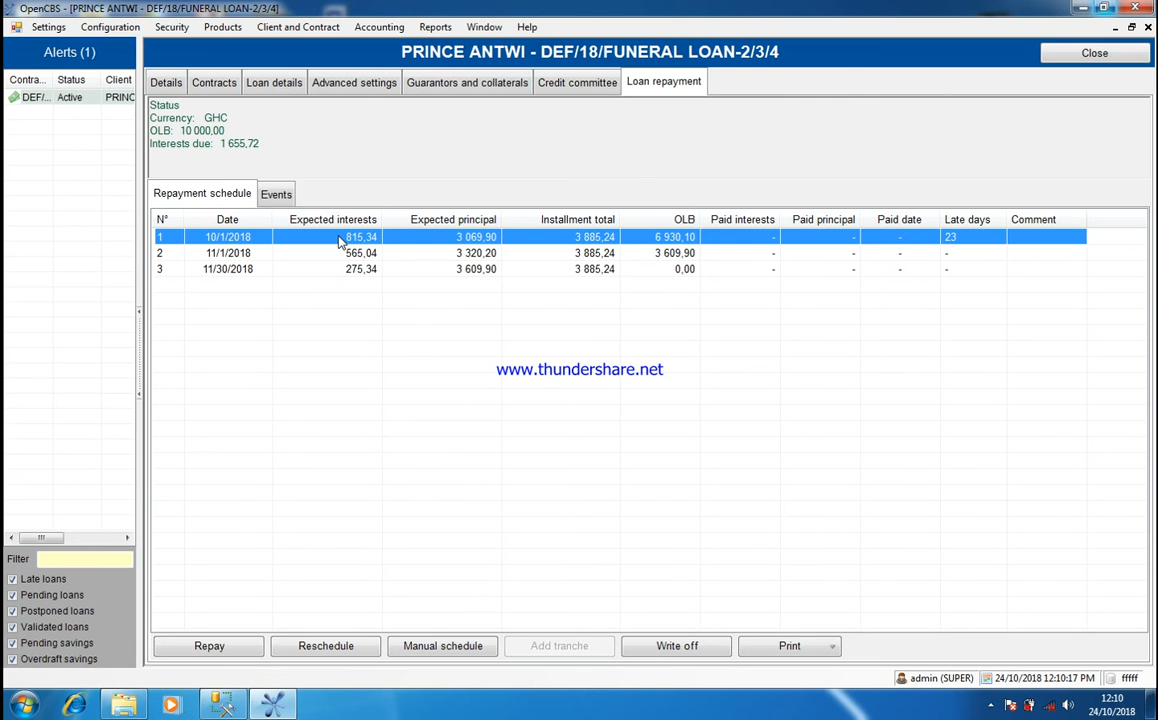 OpenCBS - [PRINCE ANTWI - DEF/18/FUNERAL LOAN-2/3/4]
Settings Configuration Security Products Client and Contract Accounting Reports Window Help
Alerts (1)
PRINCE ANTWI - DEF/18/FUNERAL LOAN-2/3/4
Close
Contra... Status Client
DEF/... Active PRINC
Details Contracts Loan details Advanced settings Guarantors and collaterals Credit committee Loan repayment
Status
Currency: GHC
OLB: 10 000,00
Interests due: 1 655,72
Repayment schedule Events
N° Date Expected interests Expected principal Installment total OLB Paid interests Paid principal Paid date Late days Comment
1 10/1/2018 815,34 3 069,90 3 885,24 6 930,10 - - - 23
2 11/1/2018 565,04 3 320,20 3 885,24 3 609,90 - - - -
3 11/30/2018 275,34 3 609,90 3 885,24 0,00 - - - -
www.thundershare.net
Filter
Late loans
Pending loans
Postponed loans
Validated loans
Pending savings
Overdraft savings
Repay Reschedule Manual schedule Add tranche Write off Print
admin (SUPER) 24/10/2018 12:10:17 PM fffff
12:10
24/10/2018